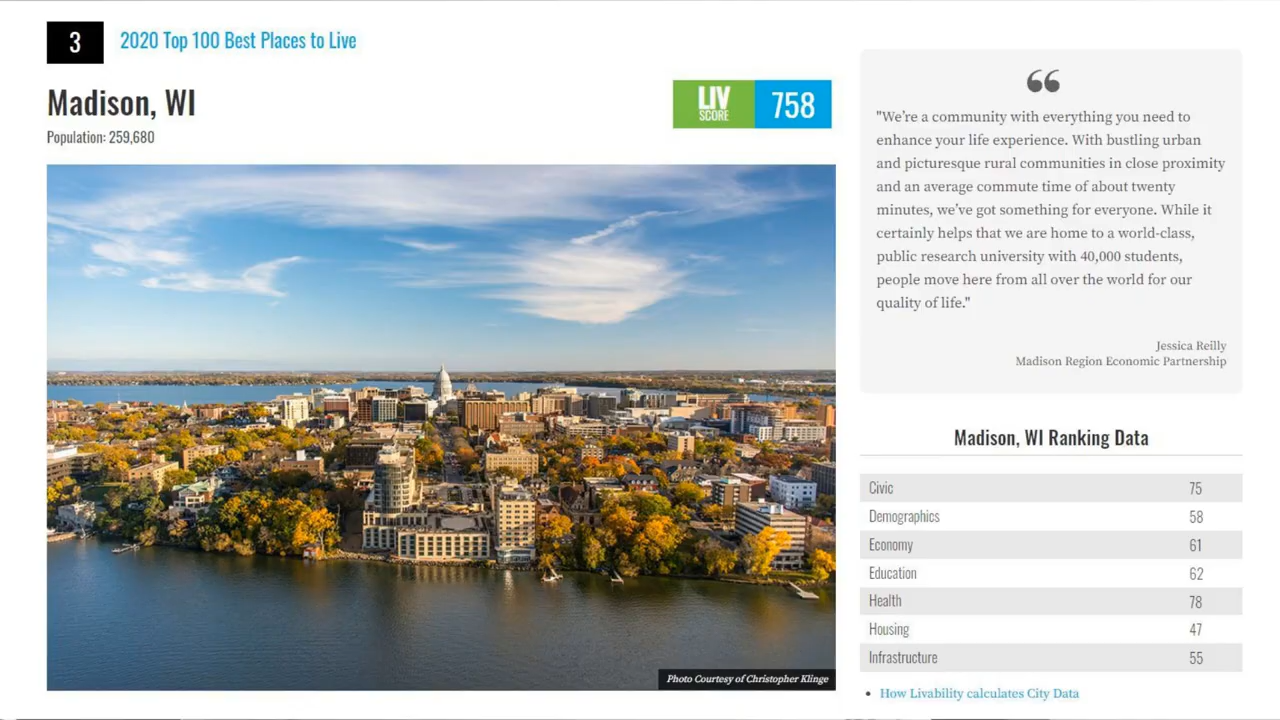 3
2020 Top 100 Best Places to Live
Madison, WI
Population: 259,680
LIV
SCORE
758
Photo Courtesy of Christopher Klinge
"We're a community with everything you need to
enhance your life experience. With bustling urban
and picturesque rural communities in close proximity
and an average commute time of about twenty
minutes, we've got something for everyone. While it
certainly helps that we are home to a world-class,
public research university with 40,000 students,
people move here from all over the world for our
quality of life."
Jessica Reilly
Madison Region Economic Partnership
Madison, WI Ranking Data
Civic 75
Demographics 58
Economy 61
Education 62
Health 78
Housing 47
Infrastructure 55
• How Livability calculates City Data